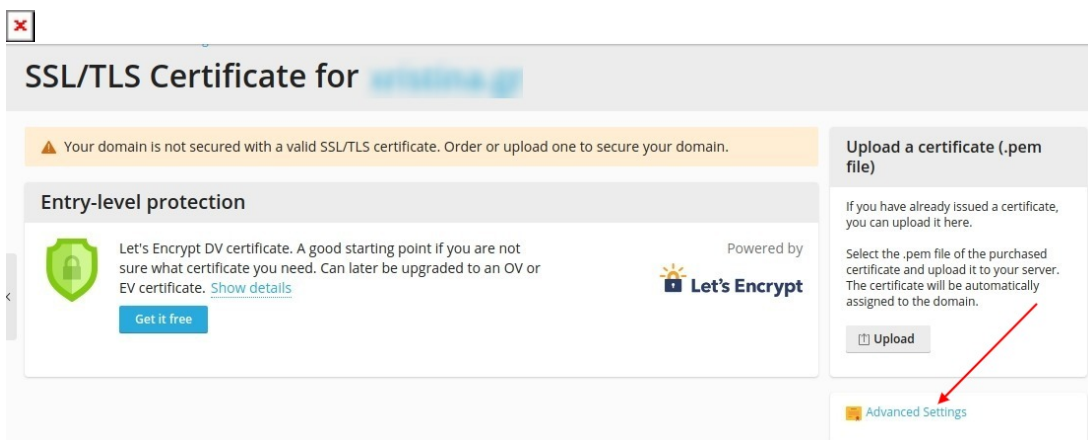 SSL/TLS Certificate for
Your domain is not secured with a valid SSL/TLS certificate. Order or upload one to secure your domain.
Entry-level protection
Let's Encrypt DV certificate. A good starting point if you are not
sure what certificate you need. Can later be upgraded to an OV or
EV certificate. Show details
Get it free
Powered by
Let's Encrypt
Upload a certificate (.pem
file)
If you have already issued a certificate,
you can upload it here.
Select the .pem file of the purchased
certificate and upload it to your server.
The certificate will be automatically
assigned to the domain.
Upload
Advanced Settings